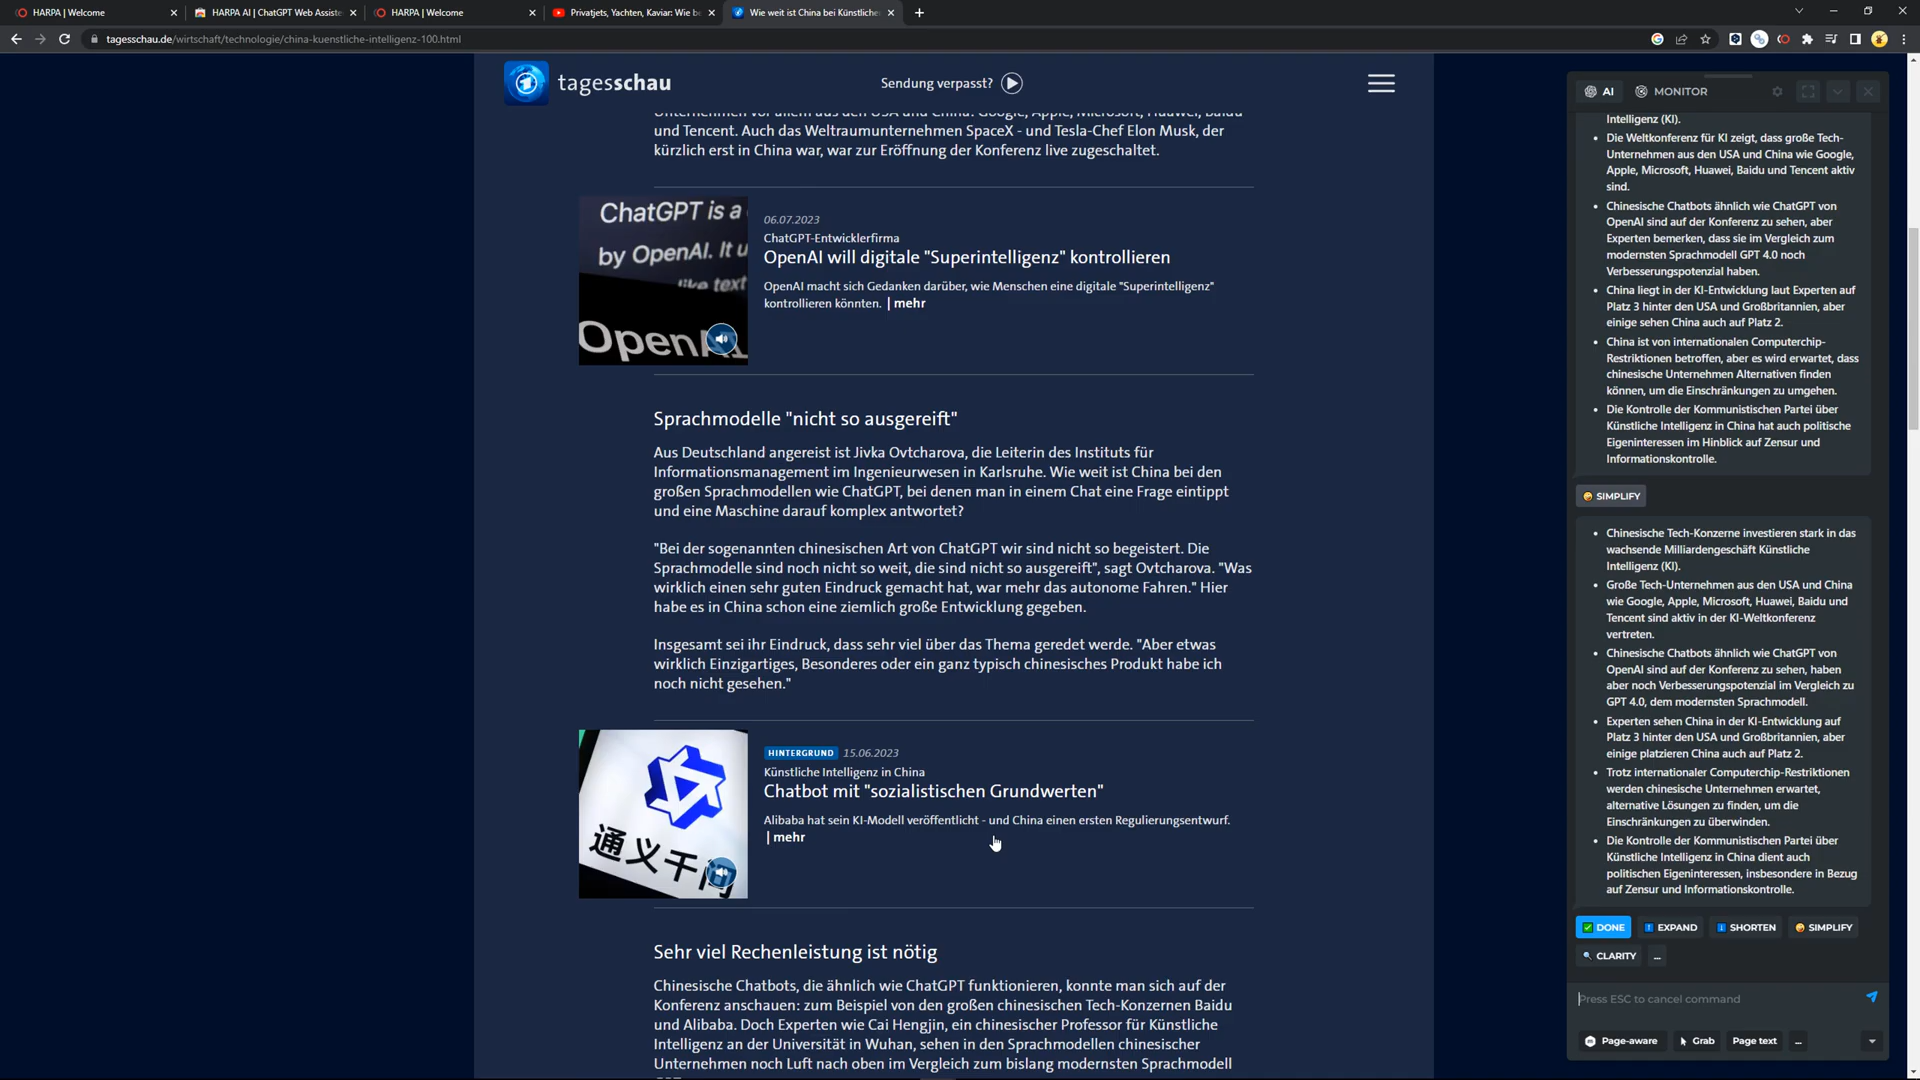 HARPA | Welcome
HARPA AI | ChatGPT Web Assiste
HARPA | Welcome
Privatjets, Yachten, Kaviar: Wie be
Wie weit ist China bei Künstliche
tagesschau.de/wirtschaft/technologie/china-kuenstliche-intelligenz-100.html
tagesschau
Sendung verpasst?
Unternehmen vor allem aus den USA und China: Google, Apple, Microsoft, Huawei, Baidu
und Tencent. Auch das Weltraumunternehmen SpaceX - und Tesla-Chef Elon Musk, der
kürzlich erst in China war, war zur Eröffnung der Konferenz live zugeschaltet.
ChatGPT is a
by OpenAI. It u
like text
OpenAI
06.07.2023
ChatGPT-Entwicklerfirma
OpenAI will digitale "Superintelligenz" kontrollieren
OpenAI macht sich Gedanken darüber, wie Menschen eine digitale "Superintelligenz"
kontrollieren könnten. | mehr
Sprachmodelle "nicht so ausgereift"
Aus Deutschland angereist ist Jivka Ovtcharova, die Leiterin des Instituts für
Informationsmanagement im Ingenieurwesen in Karlsruhe. Wie weit ist China bei den
großen Sprachmodellen wie ChatGPT, bei denen man in einem Chat eine Frage eintippt
und eine Maschine darauf komplex antwortet?
"Bei der sogenannten chinesischen Art von ChatGPT wir sind nicht so begeistert. Die
Sprachmodelle sind noch nicht so weit, die sind nicht so ausgereift", sagt Ovtcharova. "Was
wirklich einen sehr guten Eindruck gemacht hat, war mehr das autonome Fahren." Hier
habe es in China schon eine ziemlich große Entwicklung gegeben.
Insgesamt sei ihr Eindruck, dass sehr viel über das Thema geredet werde. "Aber etwas
wirklich Einzigartiges, Besonderes oder ein ganz typisch chinesisches Produkt habe ich
noch nicht gesehen."
通义千问
HINTERGRUND 15.06.2023
Künstliche Intelligenz in China
Chatbot mit "sozialistischen Grundwerten"
Alibaba hat sein KI-Modell veröffentlicht - und China einen ersten Regulierungsentwurf.
| mehr
Sehr viel Rechenleistung ist nötig
Chinesische Chatbots, die ähnlich wie ChatGPT funktionieren, konnte man sich auf der
Konferenz anschauen: zum Beispiel von den großen chinesischen Tech-Konzernen Baidu
und Alibaba. Doch Experten wie Cai Hengjin, ein chinesischer Professor für Künstliche
Intelligenz an der Universität in Wuhan, sehen in den Sprachmodellen chinesischer
Unternehmen noch Luft nach oben im Vergleich zum bislang modernsten Sprachmodell
AI
MONITOR
Intelligenz (KI).
Die Weltkonferenz für KI zeigt, dass große Tech-
Unternehmen aus den USA und China wie Google,
Apple, Microsoft, Huawei, Baidu und Tencent aktiv
sind.
Chinesische Chatbots ähnlich wie ChatGPT von
OpenAI sind auf der Konferenz zu sehen, aber
Experten bemerken, dass sie im Vergleich zum
modernsten Sprachmodell GPT 4.0 noch
Verbesserungspotenzial haben.
China liegt in der KI-Entwicklung laut Experten auf
Platz 3 hinter den USA und Großbritannien, aber
einige sehen China auch auf Platz 2.
China ist von internationalen Computerchip-
Restriktionen betroffen, aber es wird erwartet, dass
chinesische Unternehmen Alternativen finden
können, um die Einschränkungen zu umgehen.
Die Kontrolle der Kommunistischen Partei über
Künstliche Intelligenz in China hat auch politische
Eigeninteressen im Hinblick auf Zensur und
Informationskontrolle.
SIMPLIFY
Chinesische Tech-Konzerne investieren stark in das
wachsende Milliardengeschäft Künstliche
Intelligenz (KI).
Große Tech-Unternehmen aus den USA und China
wie Google, Apple, Microsoft, Huawei, Baidu und
Tencent sind aktiv in der KI-Weltkonferenz
vertreten.
Chinesische Chatbots ähnlich wie ChatGPT von
OpenAI sind auf der Konferenz zu sehen, haben
aber noch Verbesserungspotenzial im Vergleich zu
GPT 4.0, dem modernsten Sprachmodell.
Experten sehen China in der KI-Entwicklung auf
Platz 3 hinter den USA und Großbritannien, aber
einige platzieren China auch auf Platz 2.
Trotz internationaler Computerchip-Restriktionen
werden chinesische Unternehmen erwartet,
alternative Lösungen zu finden, um die
Einschränkungen zu überwinden.
Die Kontrolle der Kommunistischen Partei über
Künstliche Intelligenz in China dient auch
politischen Eigeninteressen, insbesondere in Bezug
auf Zensur und Informationskontrolle.
DONE EXPAND SHORTEN SIMPLIFY
CLARITY ...
Press ESC to cancel command
Page-aware Grab Page text ...